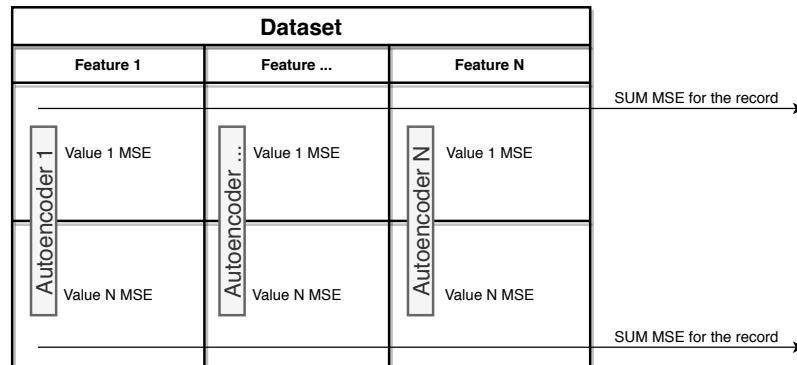 Dataset
Feature 1
Feature ...
Feature N
SUM MSE for the record
Autoencoder 1
Value 1 MSE
Autoencoder ...
Value 1 MSE
Autoencoder N
Value 1 MSE
Value N MSE
Value N MSE
Value N MSE
SUM MSE for the record